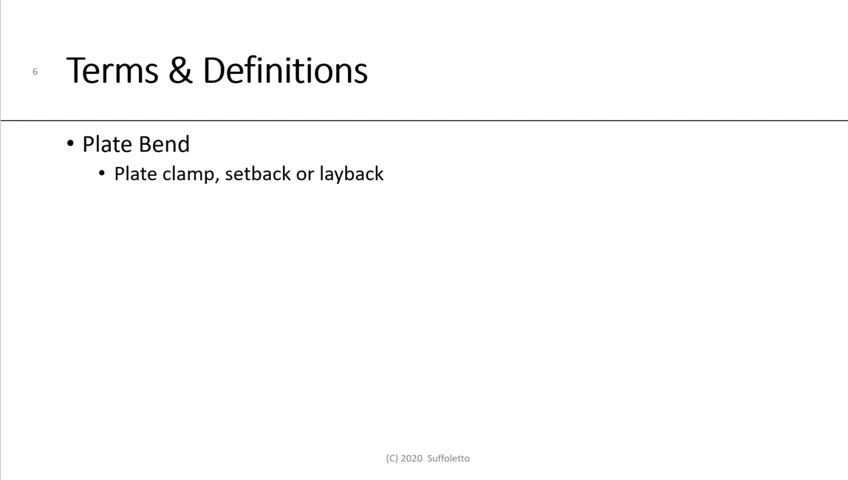 6
Terms & Definitions
• Plate Bend
• Plate clamp, setback or layback
(C) 2020 Suffoletto